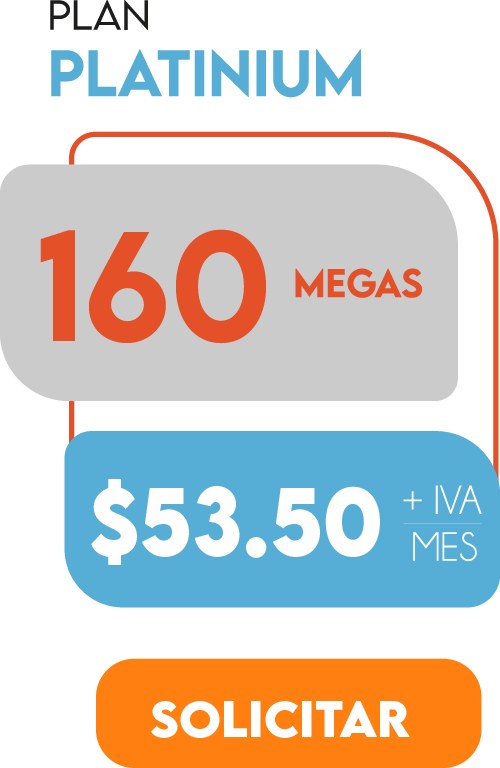 PLAN
PLATINIUM
160 MEGAS
$53.50 + IVA
MES
SOLICITAR